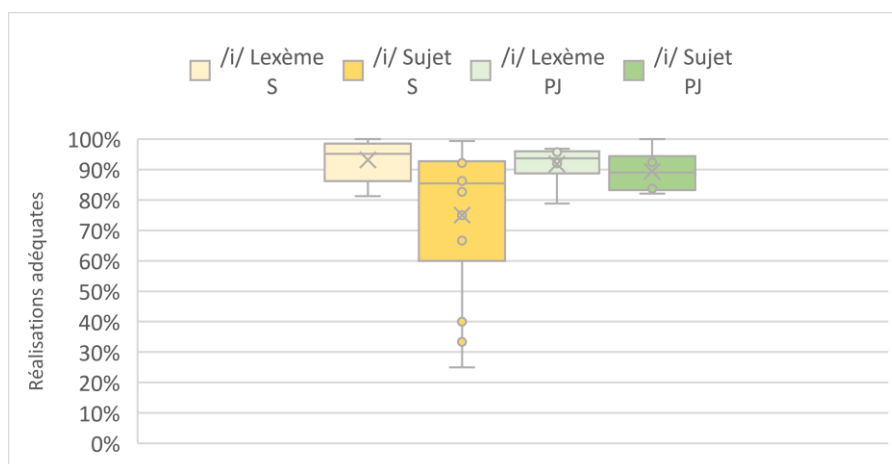 /i/ Lexème S
/i/ Sujet S
/i/ Lexème PJ
/i/ Sujet PJ
Réalisations adéquates
100%
90%
80%
70%
60%
50%
40%
30%
20%
10%
0%